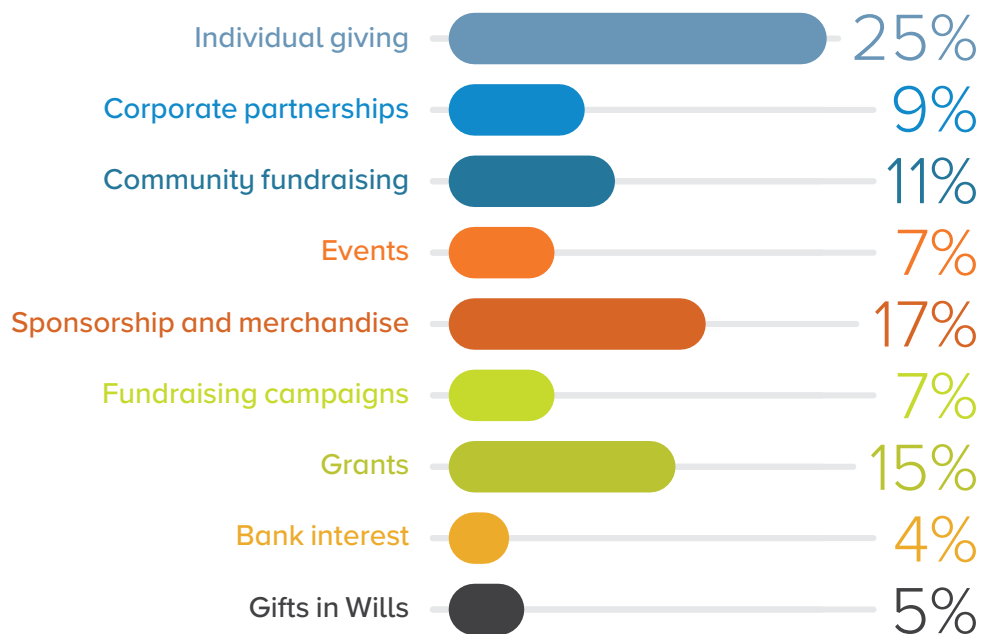 Individual giving 25%
Corporate partnerships 9%
Community fundraising 11%
Events 7%
Sponsorship and merchandise 17%
Fundraising campaigns 7%
Grants 15%
Bank interest 4%
Gifts in Wills 5%